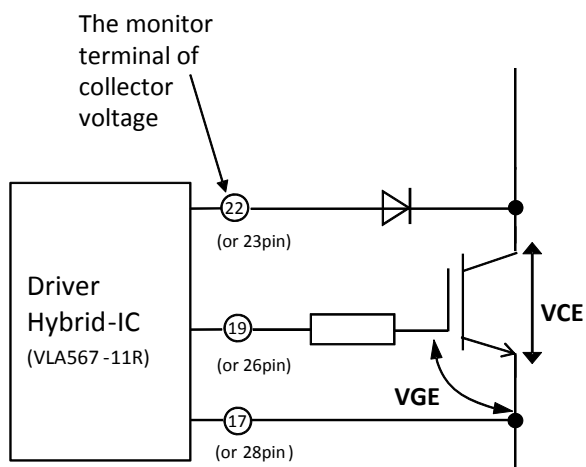 The monitor
terminal of
collector
voltage
22
(or 23pin)
Driver
Hybrid-IC
(VLA567 -11R)
19
(or 26pin)
VCE
VGE
17
(or 28pin)